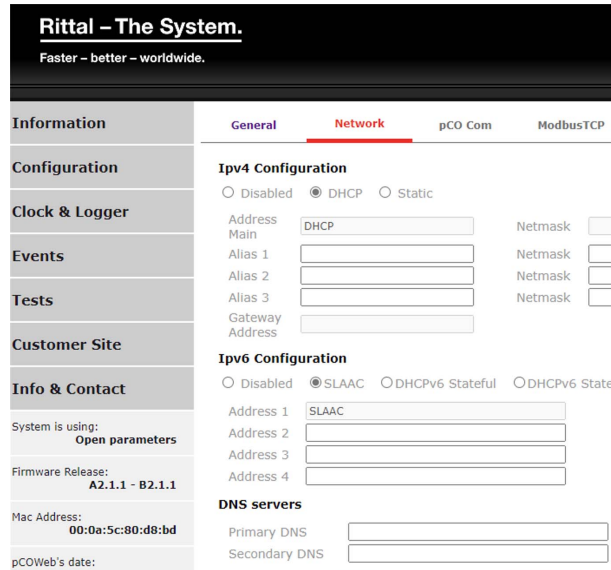 Rittal – The System.
Faster – better – worldwide.
Information
Configuration
Clock & Logger
Events
Tests
Customer Site
Info & Contact
System is using:
Open parameters
Firmware Release:
A2.1.1 - B2.1.1
Mac Address:
00:0a:5c:80:d8:bd
pCOWeb's date:
General Network pCO Com ModbusTCP
Ipv4 Configuration
Disabled DHCP Static
Address Main DHCP Netmask
Alias 1 Netmask
Alias 2 Netmask
Alias 3 Netmask
Gateway Address
Ipv6 Configuration
Disabled SLAAC DHCPv6 Stateful DHCPv6 State
Address 1 SLAAC
Address 2
Address 3
Address 4
DNS servers
Primary DNS
Secondary DNS